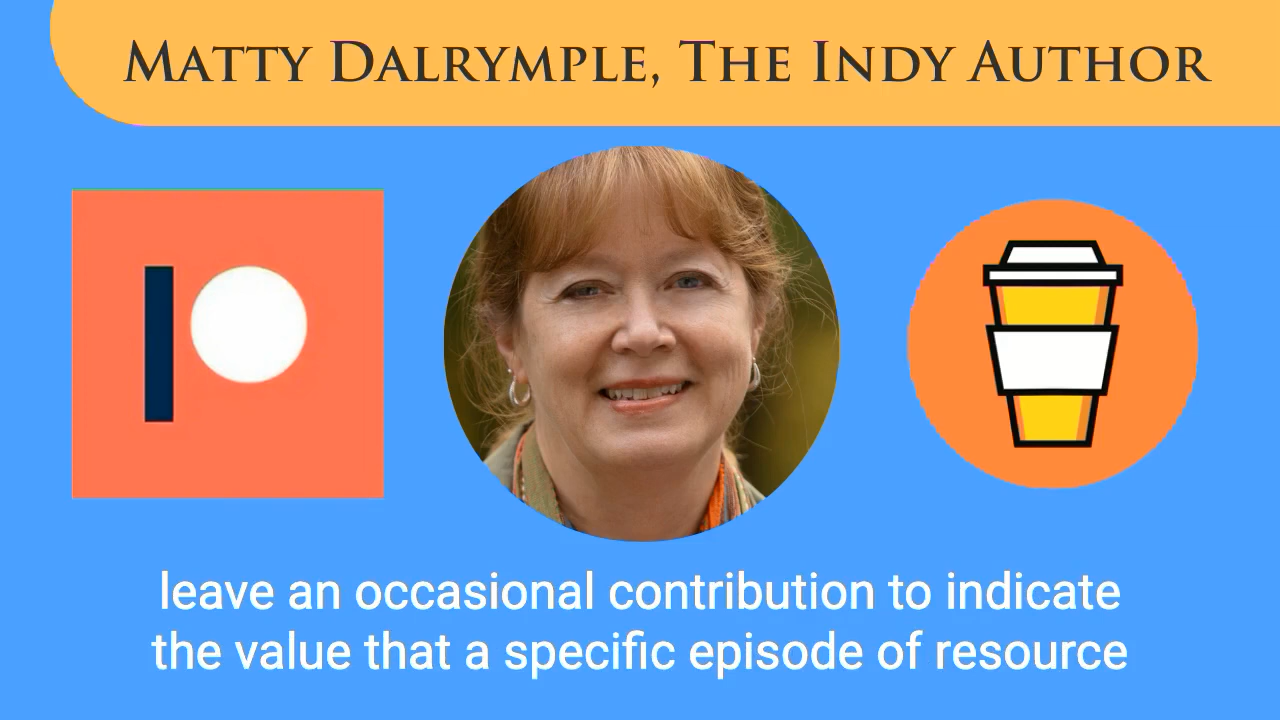 Matty Dalrymple, The Indy Author
leave an occasional contribution to indicate
the value that a specific episode of resource